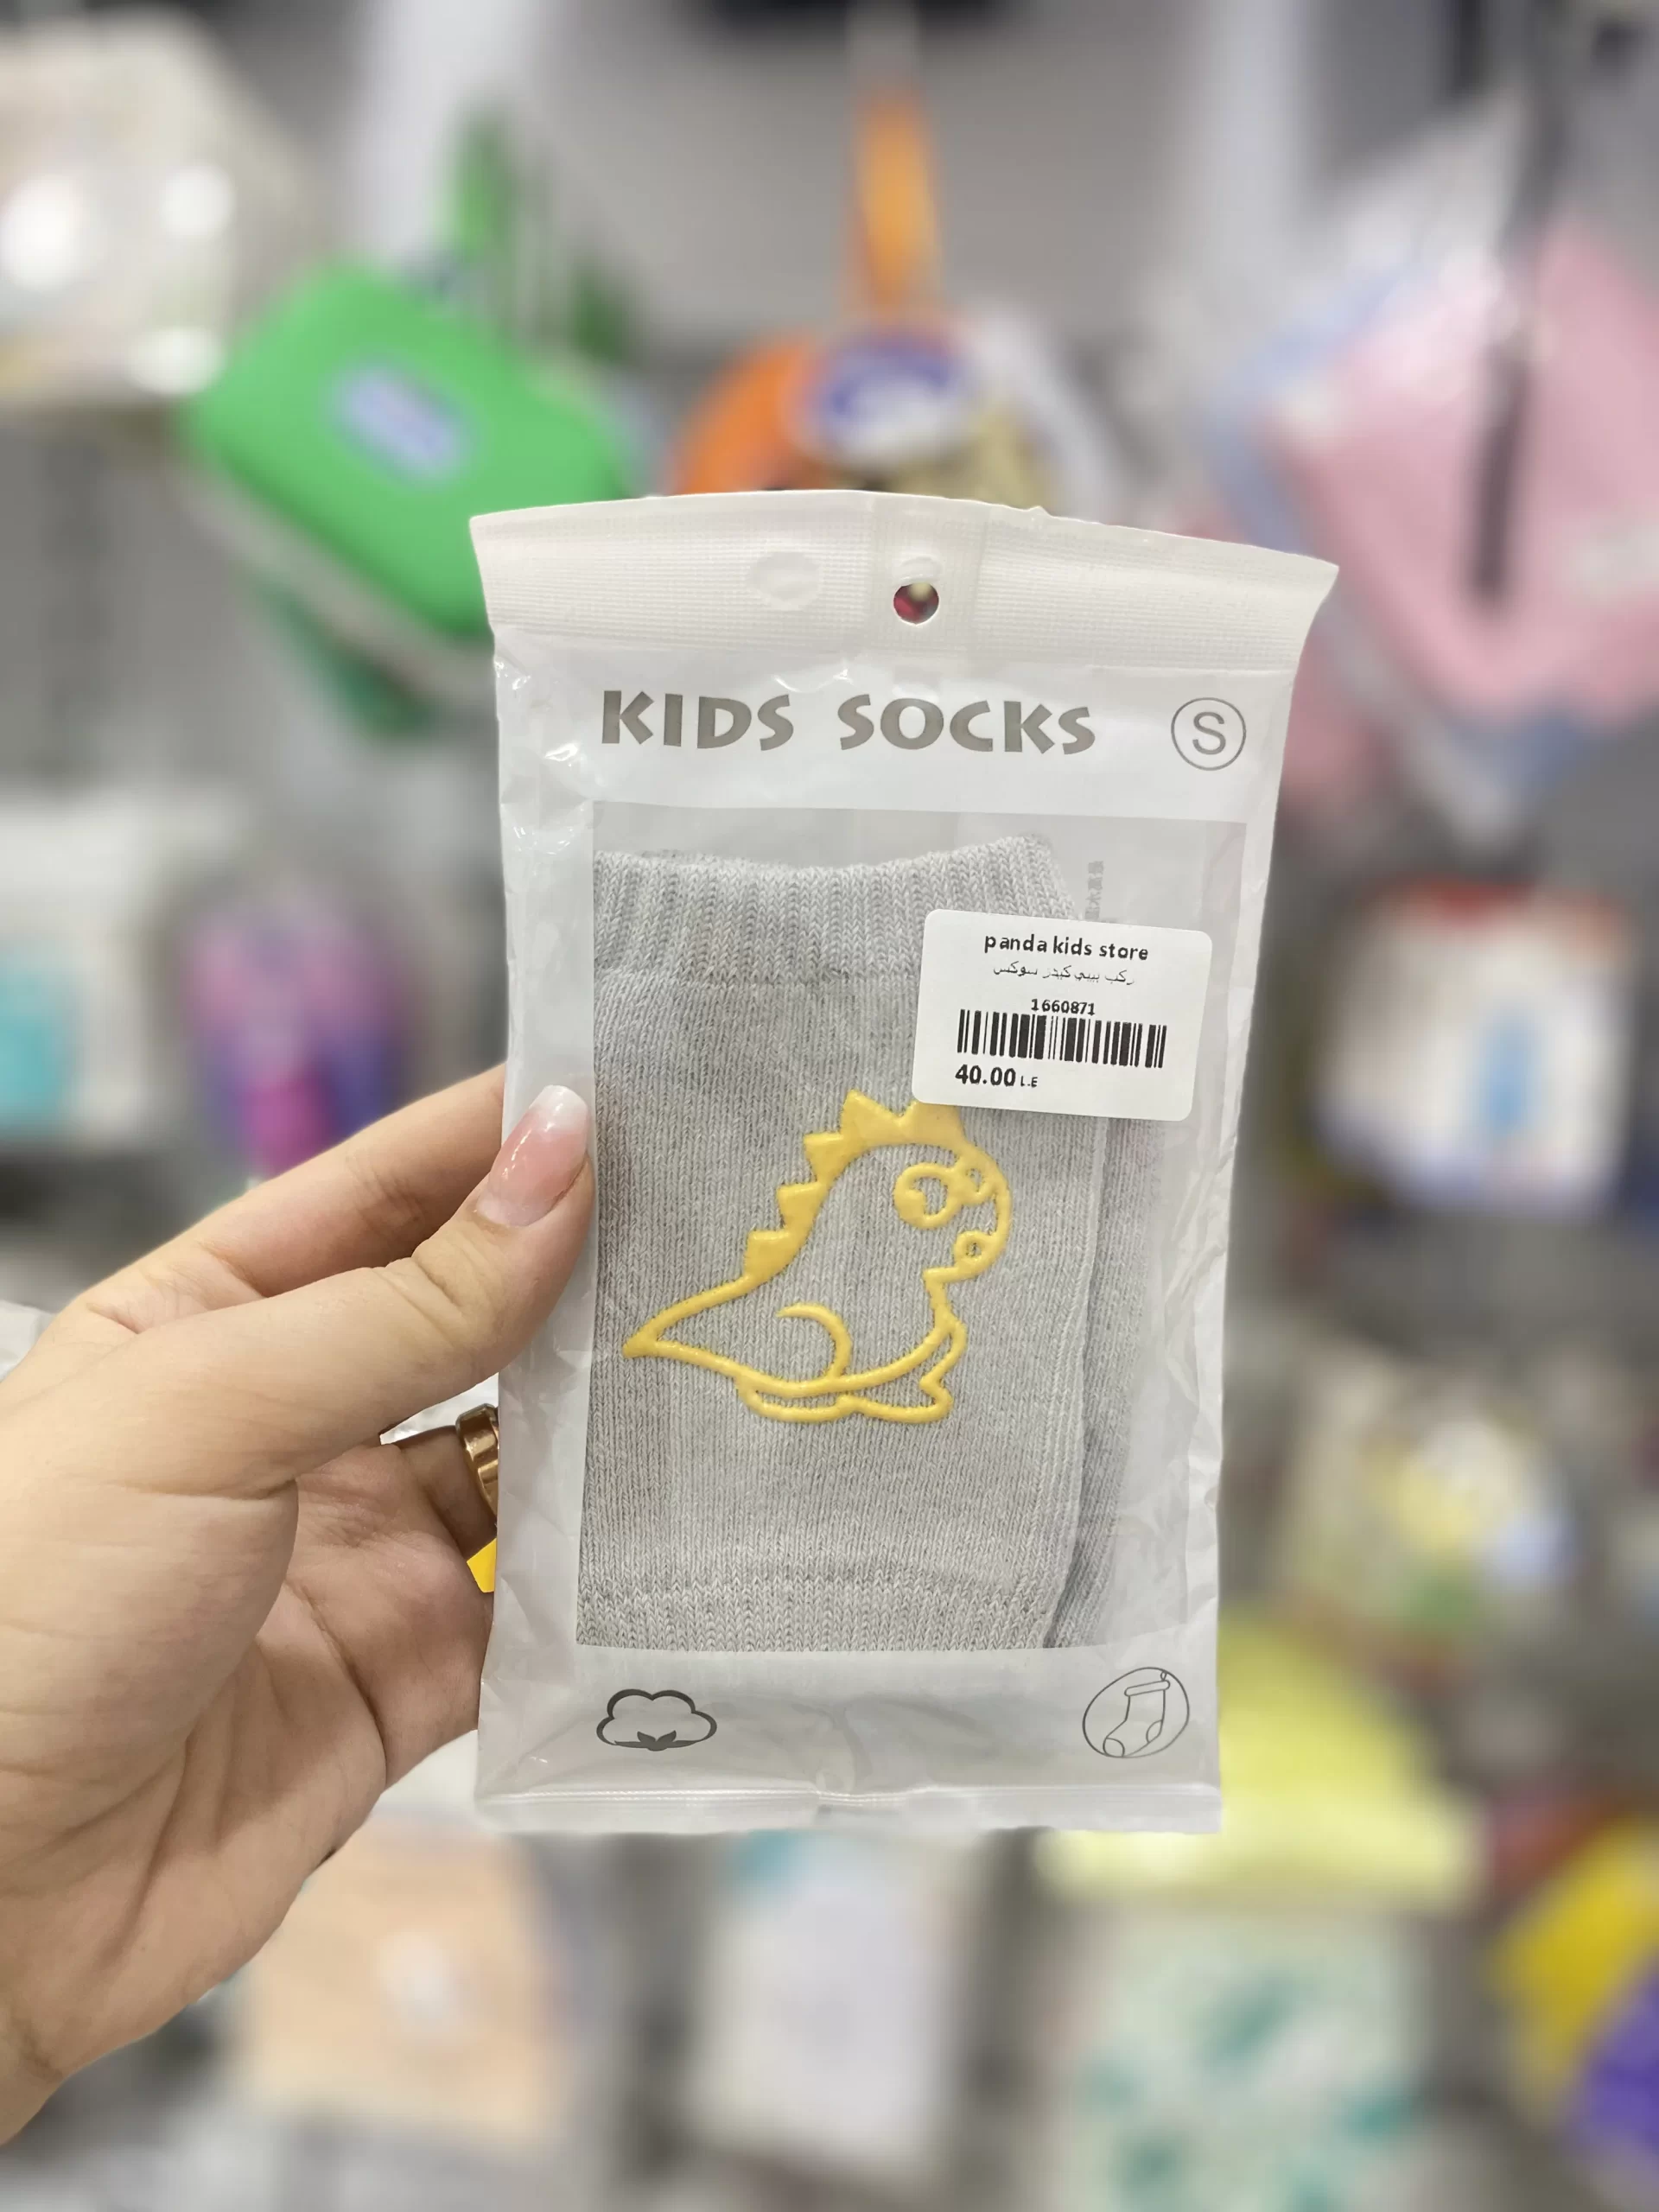 KIDS SOCKS
S
panda kids store
ركب بيبي كيدز سوكس
1660871
40.00 L.E